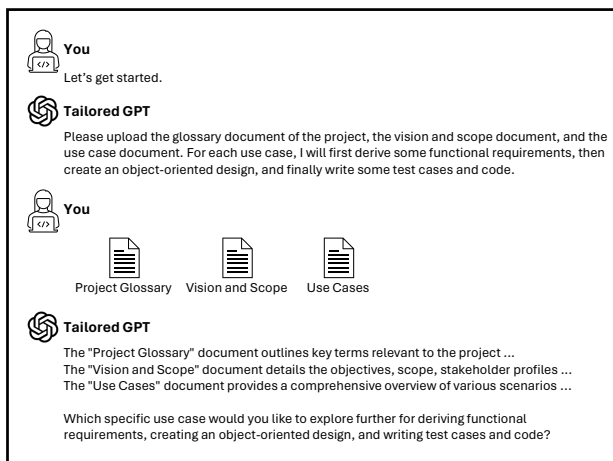 You
Let's get started.
Tailored GPT
Please upload the glossary document of the project, the vision and scope document, and the
use case document. For each use case, I will first derive some functional requirements, then
create an object-oriented design, and finally write some test cases and code.
You
Project Glossary Vision and Scope Use Cases
Tailored GPT
The "Project Glossary" document outlines key terms relevant to the project ...
The "Vision and Scope" document details the objectives, scope, stakeholder profiles ...
The "Use Cases" document provides a comprehensive overview of various scenarios ...
Which specific use case would you like to explore further for deriving functional
requirements, creating an object-oriented design, and writing test cases and code?